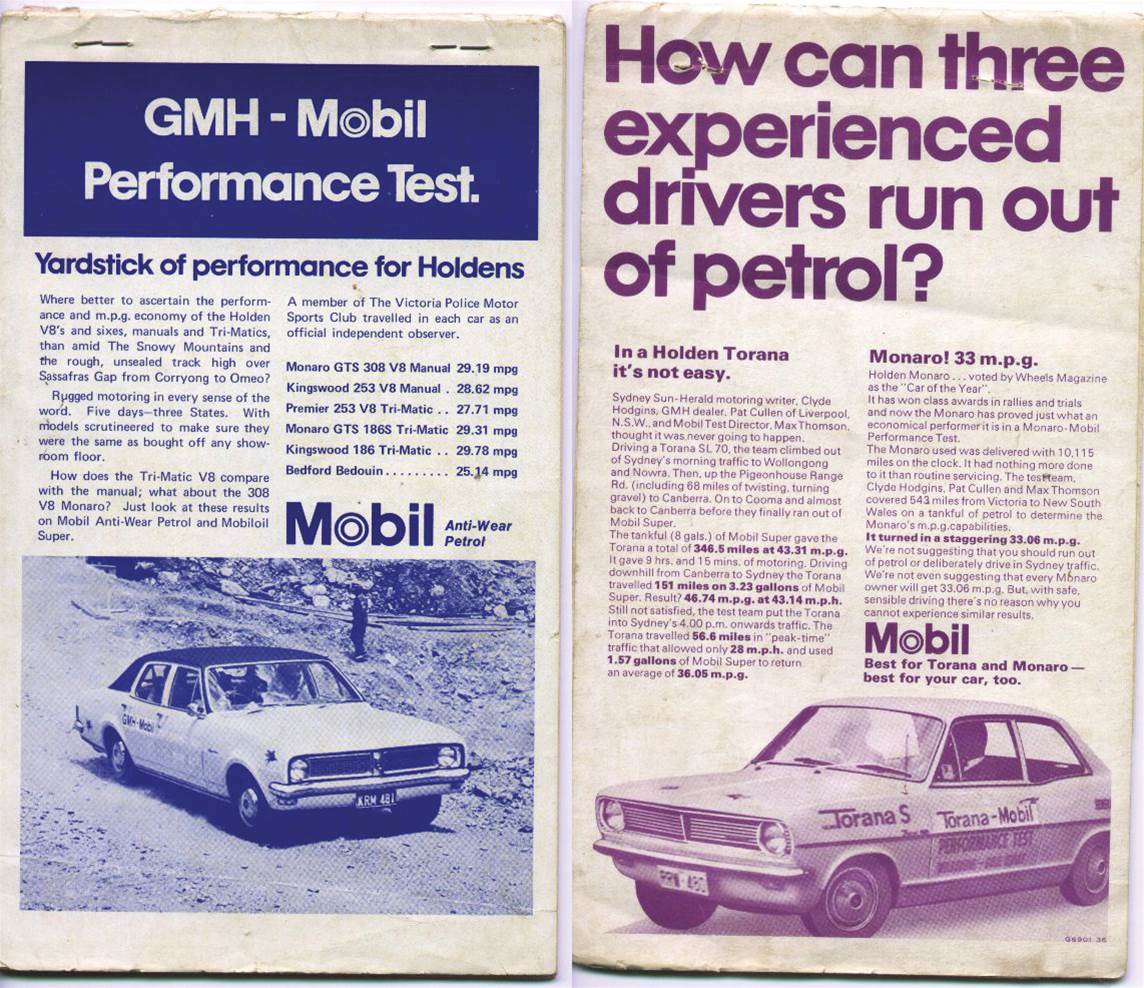 GMH - Mobil
Performance Test.
Yardstick of performance for Holdens
Where better to ascertain the perform-
ance and m.p.g. economy of the Holden
V8's and sixes, manuals and Tri-Matics,
than amid The Snowy Mountains and
the rough, unsealed track high over
Sassafras Gap from Corryong to Omeo?
Rugged motoring in every sense of the
word. Five days—three States. With
models scrutineered to make sure they
were the same as bought off any show-
room floor.
How does the Tri-Matic V8 compare
with the manual; what about the 308
V8 Monaro? Just look at these results
on Mobil Anti-Wear Petrol and Mobiloil
Super.
A member of The Victoria Police Motor
Sports Club travelled in each car as an
official independent observer.
Monaro GTS 308 V8 Manual 29.19 mpg
Kingswood 253 V8 Manual . 28.62 mpg
Premier 253 V8 Tri-Matic . . 27.71 mpg
Monaro GTS 186S Tri-Matic 29.31 mpg
Kingswood 186 Tri-Matic . . 29.78 mpg
Bedford Bedouin . . . . . . . . . 25.14 mpg
Mobil Anti-Wear
Petrol
GMH-Mobil
KRM 481
How can three
experienced
drivers run out
of petrol?
In a Holden Torana
it's not easy.
Sydney Sun-Herald motoring writer, Clyde
Hodgins, GMH dealer, Pat Cullen of Liverpool,
N.S.W., and Mobil Test Director, Max Thomson,
thought it was never going to happen.
Driving a Torana SL 70, the team climbed out
of Sydney's morning traffic to Wollongong
and Nowra. Then, up the Pigeonhouse Range
Rd. (including 68 miles of twisting, turning
gravel) to Canberra. On to Cooma and almost
back to Canberra before they finally ran out of
Mobil Super.
The tankful (8 gals.) of Mobil Super gave the
Torana a total of 346.5 miles at 43.31 m.p.g.
It gave 9 hrs. and 15 mins. of motoring. Driving
downhill from Canberra to Sydney the Torana
travelled 151 miles on 3.23 gallons of Mobil
Super. Result? 46.74 m.p.g. at 43.14 m.p.h.
Still not satisfied, the test team put the Torana
into Sydney's 4.00 p.m. onwards traffic. The
Torana travelled 56.6 miles in "peak-time"
traffic that allowed only 28 m.p.h. and used
1.57 gallons of Mobil Super to return
an average of 36.05 m.p.g.
Monaro! 33 m.p.g.
Holden Monaro . . . voted by Wheels Magazine
as the "Car of the Year".
It has won class awards in rallies and trials
and now the Monaro has proved just what an
economical performer it is in a Monaro-Mobil
Performance Test.
The Monaro used was delivered with 10,115
miles on the clock. It had nothing more done
to it than routine servicing. The test team,
Clyde Hodgins, Pat Cullen and Max Thomson
covered 543 miles from Victoria to New South
Wales on a tankful of petrol to determine the
Monaro's m.p.g. capabilities.
It turned in a staggering 33.06 m.p.g.
We're not suggesting that you should run out
of petrol or deliberately drive in Sydney traffic.
We're not even suggesting that every Monaro
owner will get 33.06 m.p.g. But, with safe,
sensible driving there's no reason why you
cannot experience similar results.
Mobil
Best for Torana and Monaro —
best for your car, too.
Torana S
Torana-Mobil
PERFORMANCE TEST
G6901 36